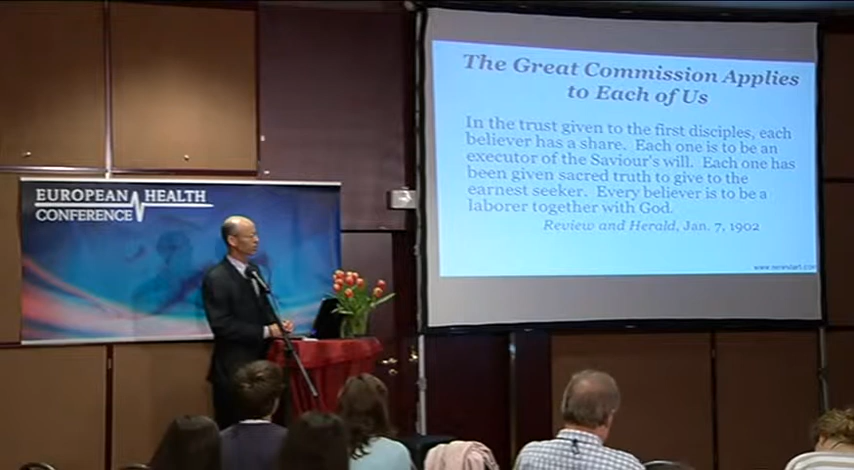 EUROPEAN HEALTH
CONFERENCE
The Great Commission Applies
to Each of Us
In the trust given to the first disciples, each
believer has a share. Each one is to be an
executor of the Saviour's will. Each one has
been given sacred truth to give to the
earnest seeker. Every believer is to be a
laborer together with God.
Review and Herald, Jan. 7, 1902